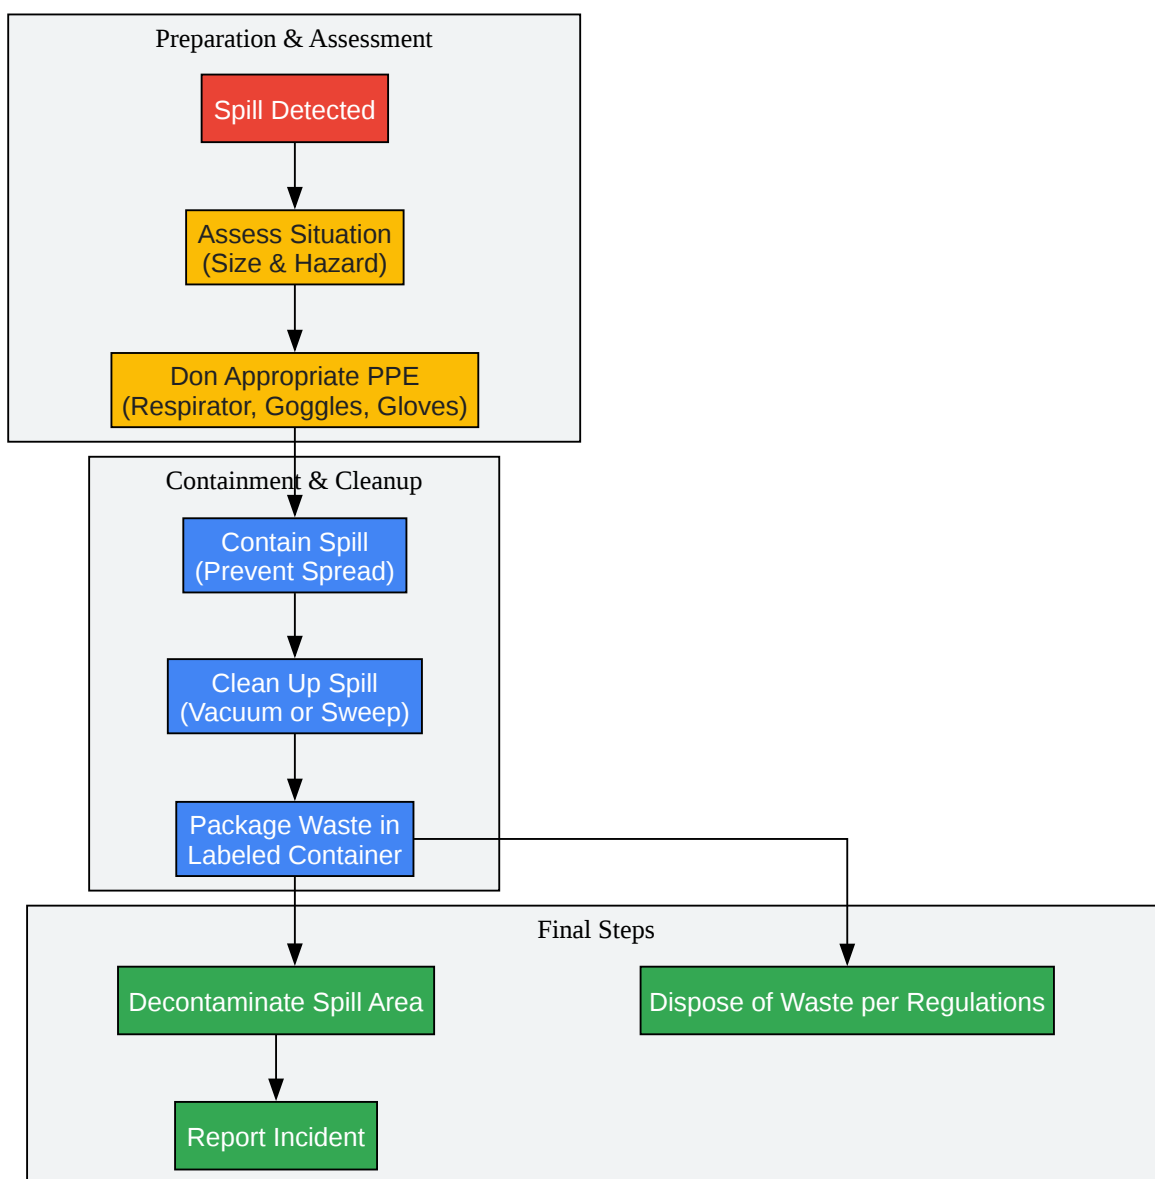 Preparation & Assessment
Spill Detected
Assess Situation
(Size & Hazard)
Don Appropriate PPE
(Respirator, Goggles, Gloves)
Containment & Cleanup
Contain Spill
(Prevent Spread)
Clean Up Spill
(Vacuum or Sweep)
Package Waste in
Labeled Container
Final Steps
Decontaminate Spill Area
Dispose of Waste per Regulations
Report Incident